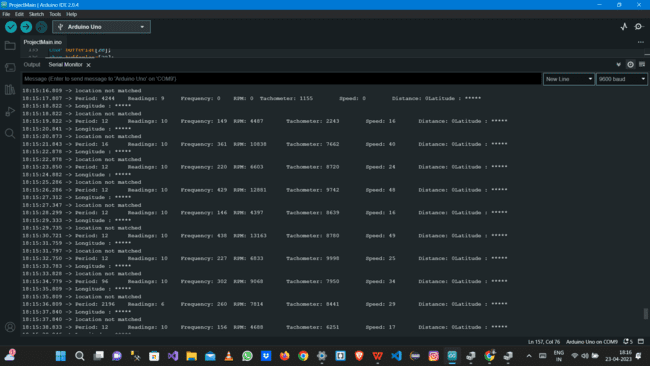 ProjectMain | Arduino IDE 2.0.4
File Edit Sketch Tools Help
Arduino Uno
ProjectMain.ino
Output Serial Monitor
Message (Enter to send message to 'Arduino Uno' on 'COM9')
New Line
9600 baud
18:15:16.809 -> location not matched
18:15:17.807 -> Period: 4244 Readings: 9 Frequency: 0 RPM: 0 Tachometer: 1155 Speed: 0 Distance: 0Latitude : *****
18:15:18.822 -> Longitude : *****
18:15:18.822 -> location not matched
18:15:19.822 -> Period: 12 Readings: 10 Frequency: 149 RPM: 4487 Tachometer: 2243 Speed: 16 Distance: 0Latitude : *****
18:15:20.841 -> Longitude : *****
18:15:20.873 -> location not matched
18:15:21.843 -> Period: 16 Readings: 10 Frequency: 361 RPM: 10838 Tachometer: 7662 Speed: 40 Distance: 0Latitude : *****
18:15:22.878 -> Longitude : *****
18:15:22.878 -> location not matched
18:15:23.950 -> Period: 12 Readings: 10 Frequency: 220 RPM: 6603 Tachometer: 8720 Speed: 24 Distance: 0Latitude : *****
18:15:24.882 -> Longitude : *****
18:15:25.286 -> location not matched
18:15:26.286 -> Period: 12 Readings: 10 Frequency: 429 RPM: 12881 Tachometer: 9742 Speed: 48 Distance: 0Latitude : *****
18:15:27.312 -> Longitude : *****
18:15:27.347 -> location not matched
18:15:28.299 -> Period: 12 Readings: 10 Frequency: 146 RPM: 4397 Tachometer: 8639 Speed: 16 Distance: 0Latitude : *****
18:15:29.333 -> Longitude : *****
18:15:29.735 -> location not matched
18:15:30.721 -> Period: 12 Readings: 10 Frequency: 438 RPM: 13163 Tachometer: 8780 Speed: 49 Distance: 0Latitude : *****
18:15:31.759 -> Longitude : *****
18:15:31.797 -> location not matched
18:15:32.750 -> Period: 12 Readings: 10 Frequency: 227 RPM: 6833 Tachometer: 9998 Speed: 25 Distance: 0Latitude : *****
18:15:33.783 -> Longitude : *****
18:15:33.828 -> location not matched
18:15:34.779 -> Period: 96 Readings: 10 Frequency: 302 RPM: 9068 Tachometer: 7950 Speed: 34 Distance: 0Latitude : *****
18:15:35.809 -> Longitude : *****
18:15:35.809 -> location not matched
18:15:36.809 -> Period: 2196 Readings: 6 Frequency: 260 RPM: 7814 Tachometer: 8441 Speed: 29 Distance: 0Latitude : *****
18:15:37.840 -> Longitude : *****
18:15:37.840 -> location not matched
18:15:38.833 -> Period: 12 Readings: 10 Frequency: 156 RPM: 4688 Tachometer: 6251 Speed: 17 Distance: 0Latitude : *****
Ln 157, Col 76 Arduino Uno on COM9 5
ENG
IN
18:16
23-04-2023